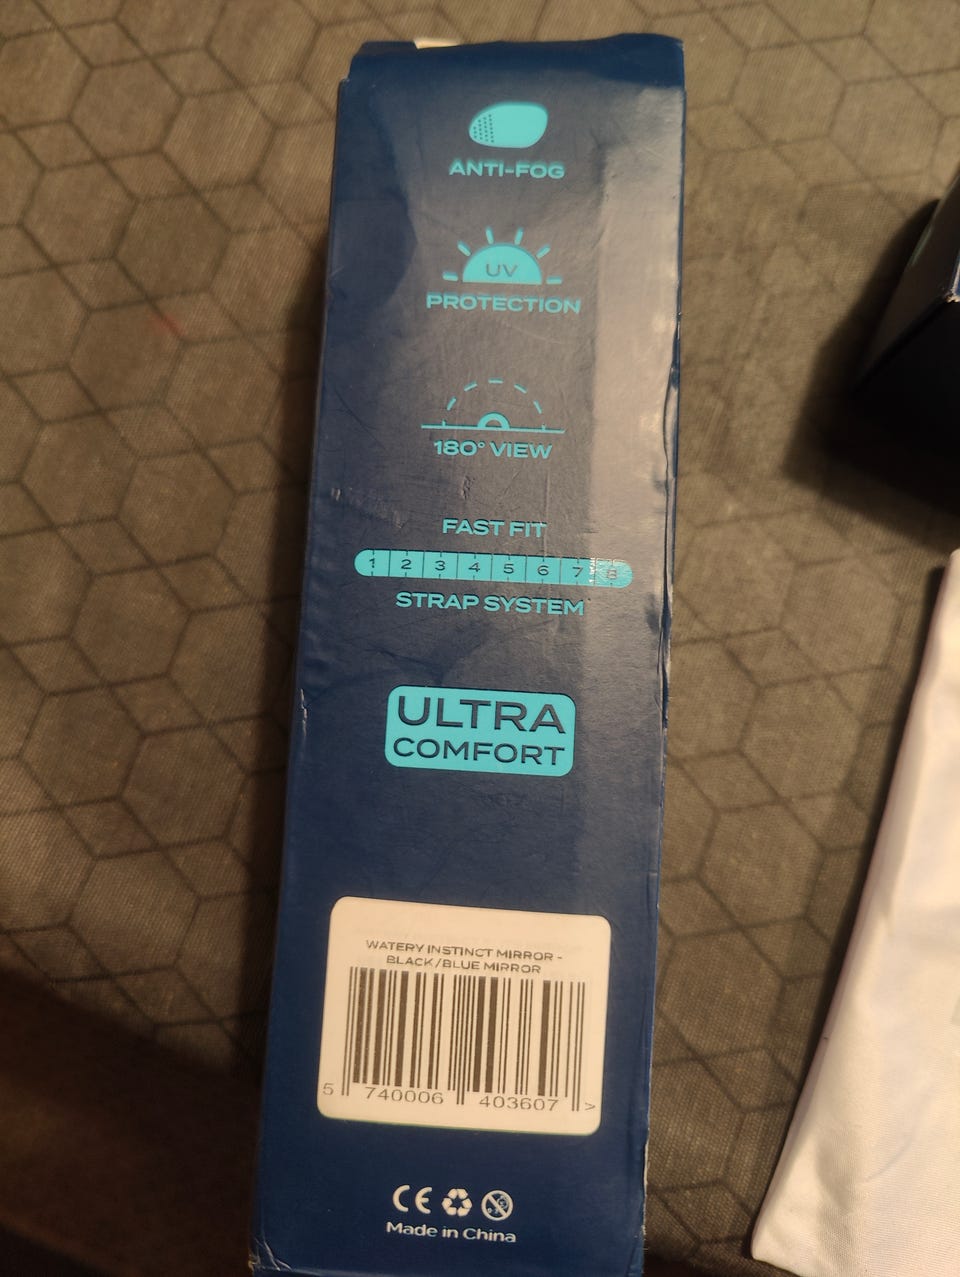 ANTI-FOG
UV
PROTECTION
180° VIEW
FAST FIT
1 2 3 4 5 6 7 8
STRAP SYSTEM
ULTRA
COMFORT
WATERY INSTINCT MIRROR -
BLACK/BLUE MIRROR
5 740006 403607 >
CE
Made in China